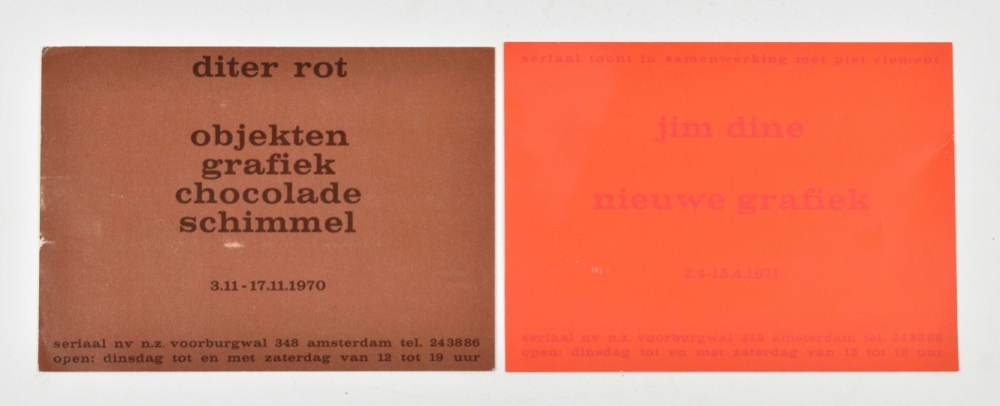 diter rot
objekten
grafiek
chocolade
schimmel
3.11 - 17.11.1970
seriaal nv n.z. voorburgwal 348 amsterdam tel. 243886
open: dinsdag tot en met zaterdag van 12 tot 19 uur
seriaal toont in samenwerking met piet clement
jim dine
nieuwe grafiek
2.4-18.4.1971
seriaal nv n.z. voorburgwal 348 amsterdam tel. 243886
open: dinsdag tot en met zaterdag van 12 tot 19 uur